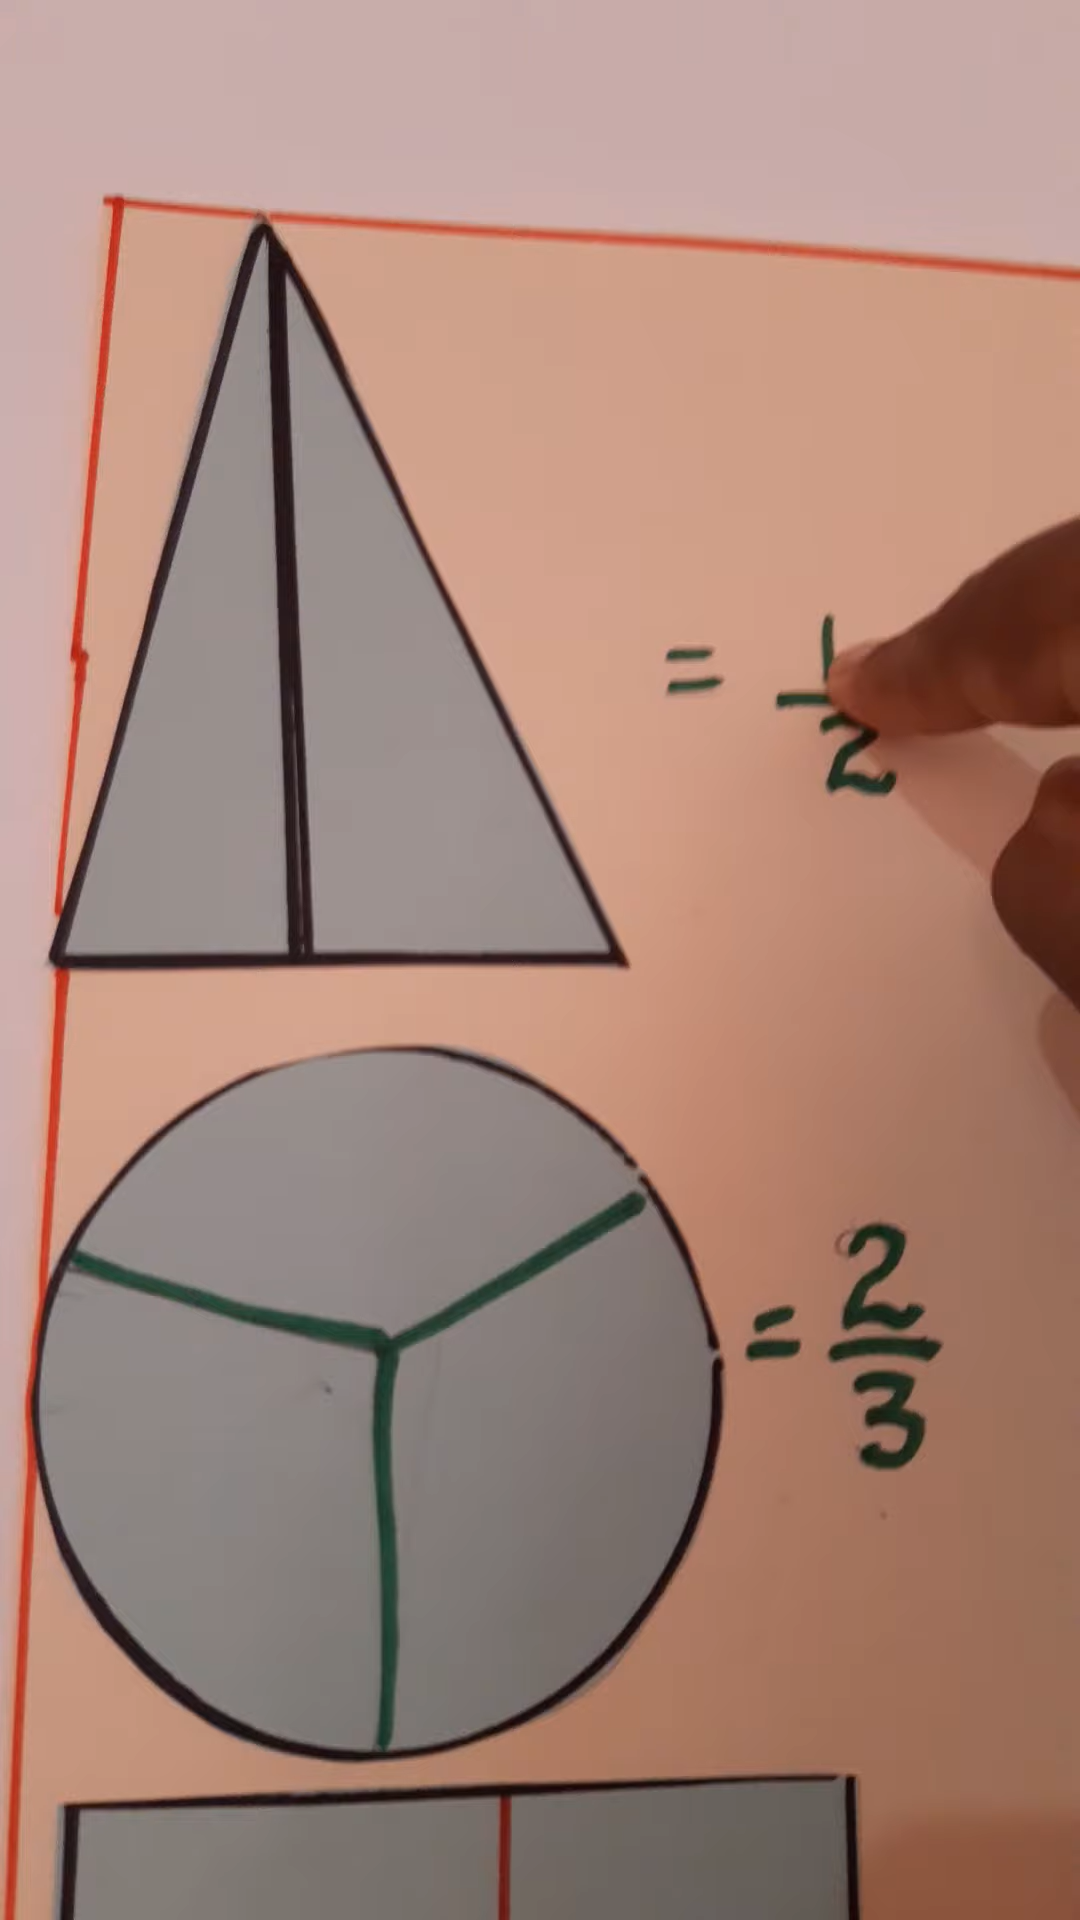 = 1/2
= 2/3